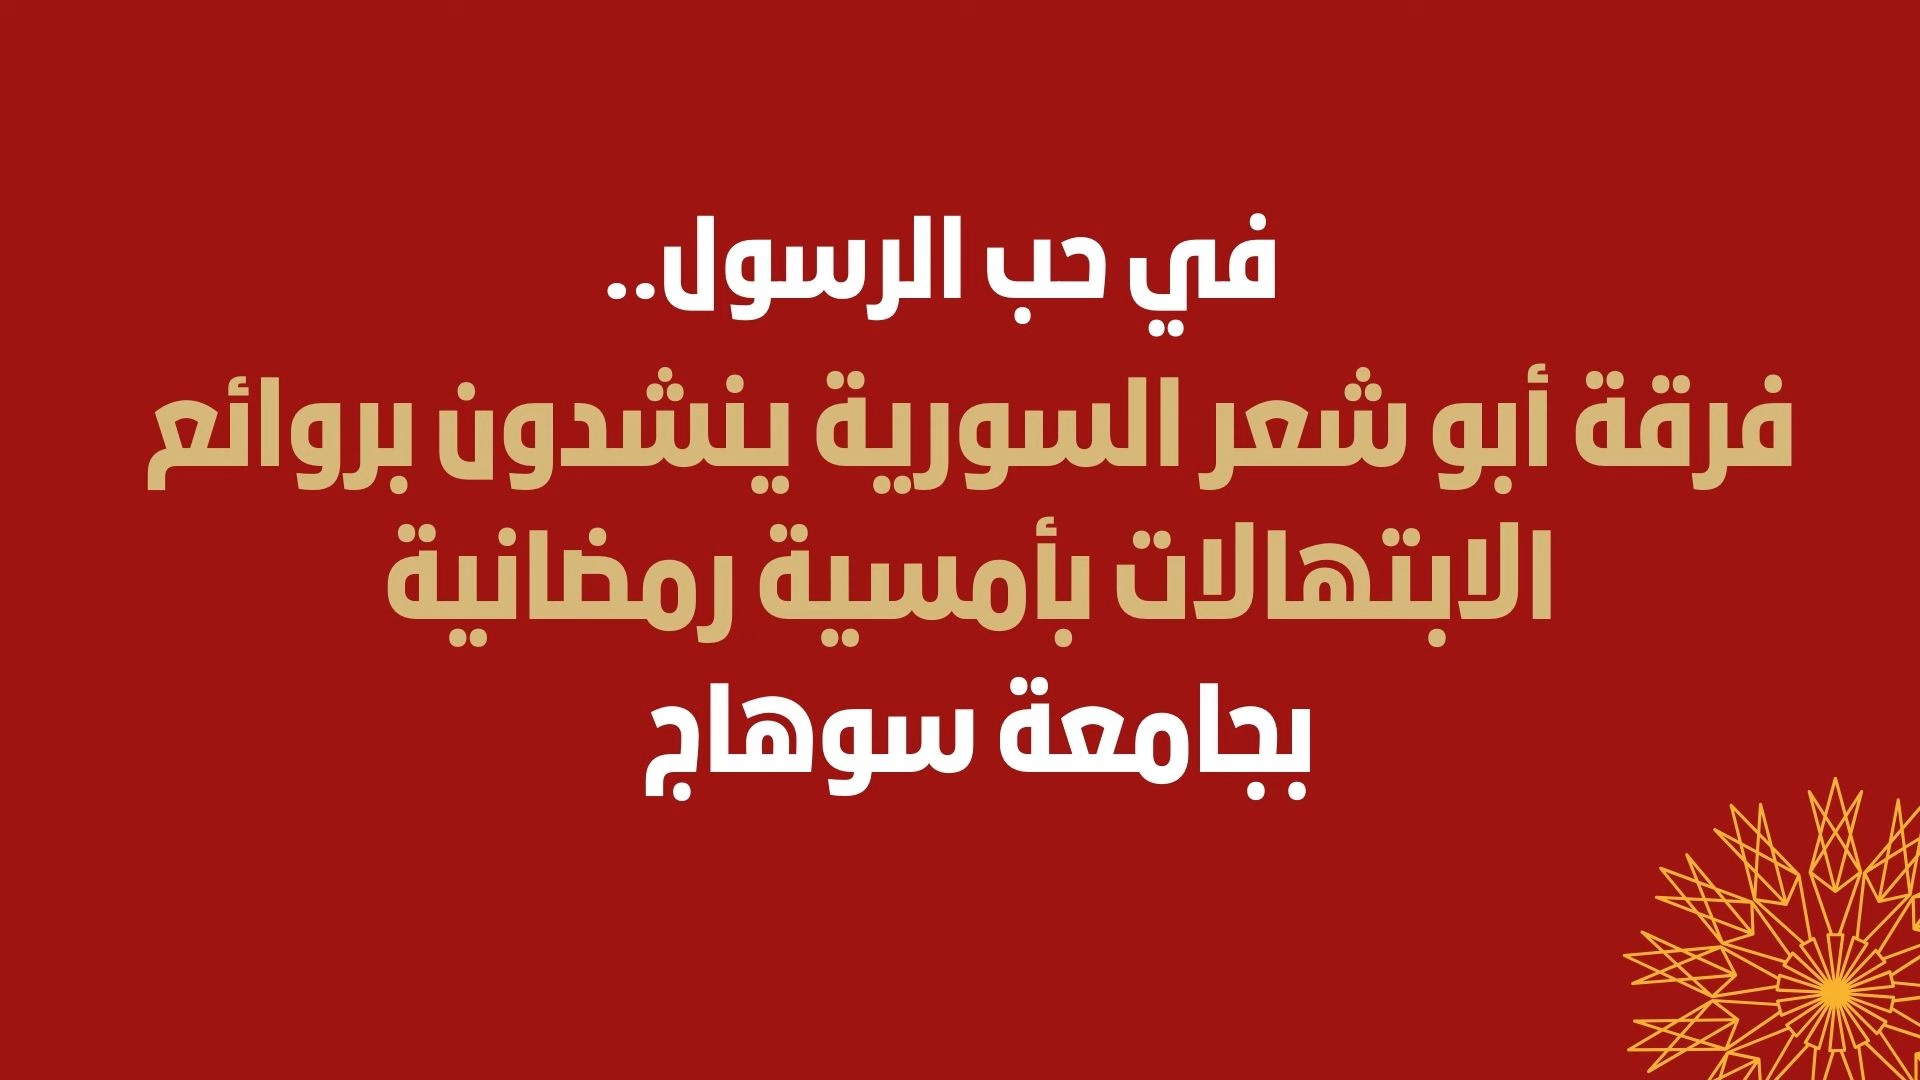 في حب الرسول..
فرقة أبو شعر السورية ينشدون بروائع
الابتهالات بأمسية رمضانية
بجامعة سوهاج